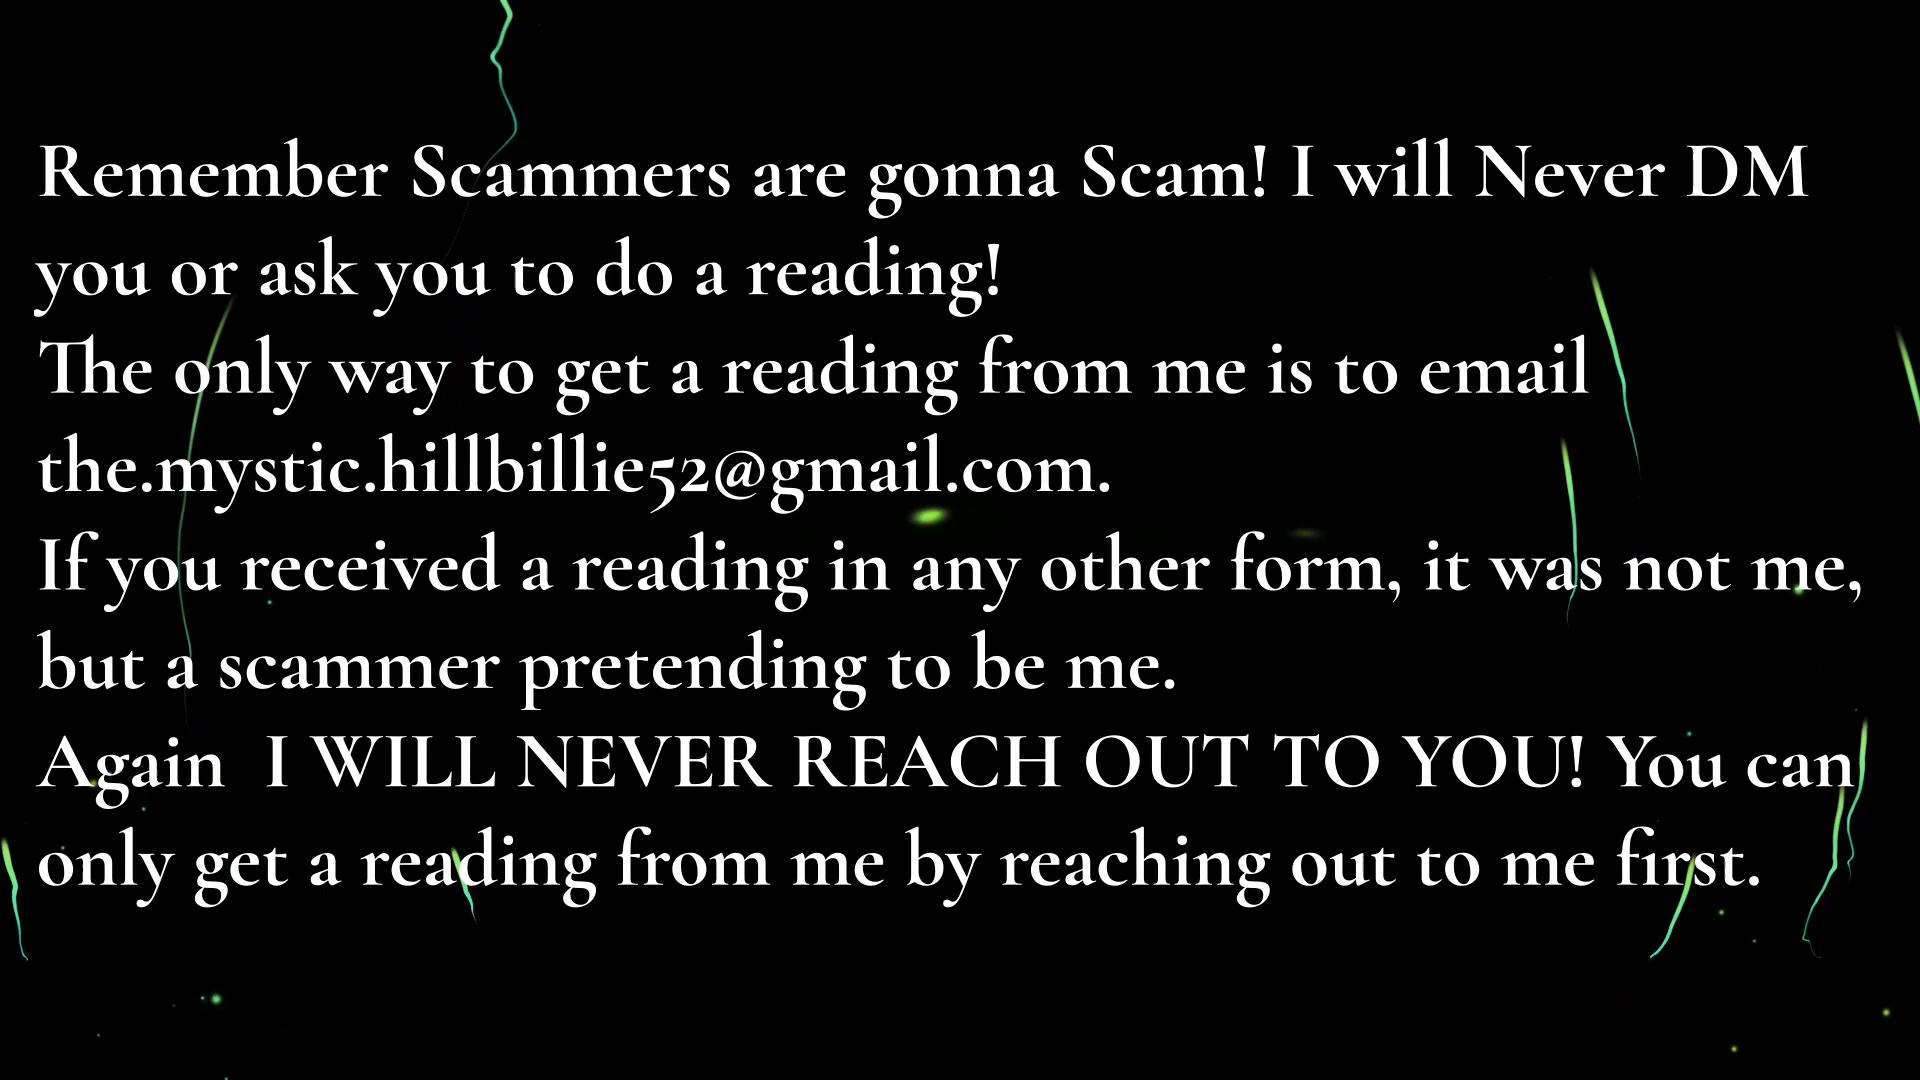 Remember Scammers are gonna Scam! I will Never DM
you or ask you to do a reading!
The only way to get a reading from me is to email
the.mystic.hillbillie52@gmail.com.
If you received a reading in any other form, it was not me,
but a scammer pretending to be me.
Again  I WILL NEVER REACH OUT TO YOU! You can
only get a reading from me by reaching out to me first.